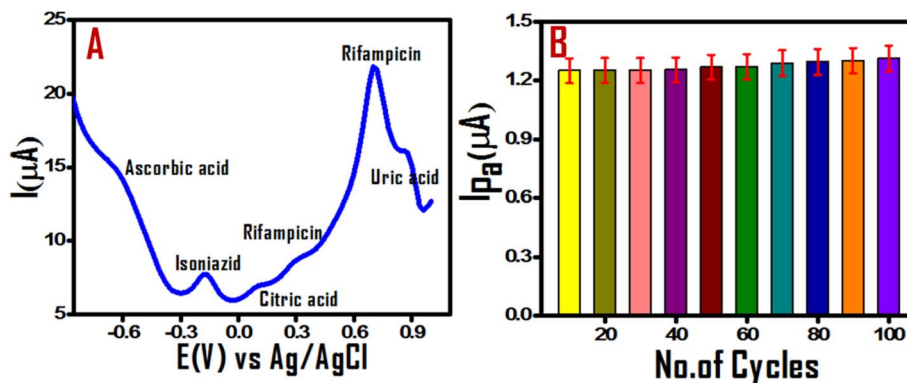 A
25
20
15
10
5
I(µA)
Rifampicin
Ascorbic acid
Uric acid
Rifampicin
Isoniazid
Citric acid
-0.6 -0.3 0.0 0.3 0.6 0.9
E(V) vs Ag/AgCl
B
1.5
1.2
0.9
0.6
0.3
0.0
Ipa(µA)
20 40 60 80 100
No.of Cycles